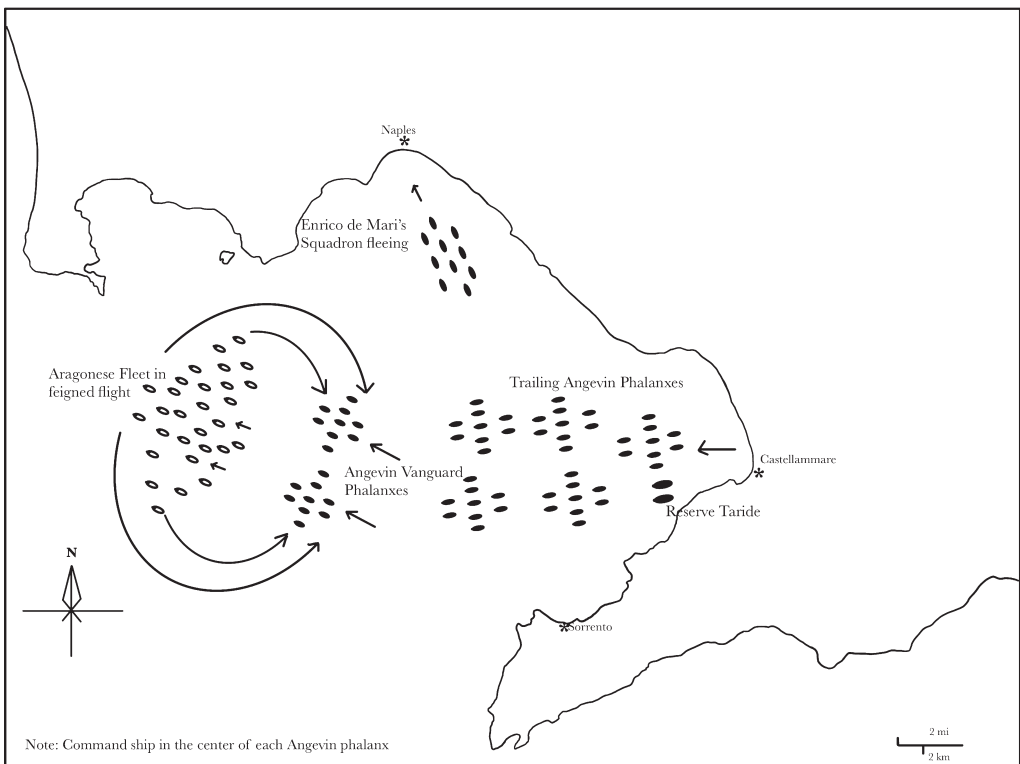 Naples
Enrico de Mari's
Squadron fleeing
Aragonese Fleet in
feigned flight
Trailing Angevin Phalanxes
Castellammare
Angevin Vanguard
Phalanxes
Reserve Taride
N
Sorrento
2 mi
2 km
Note: Command ship in the center of each Angevin phalanx